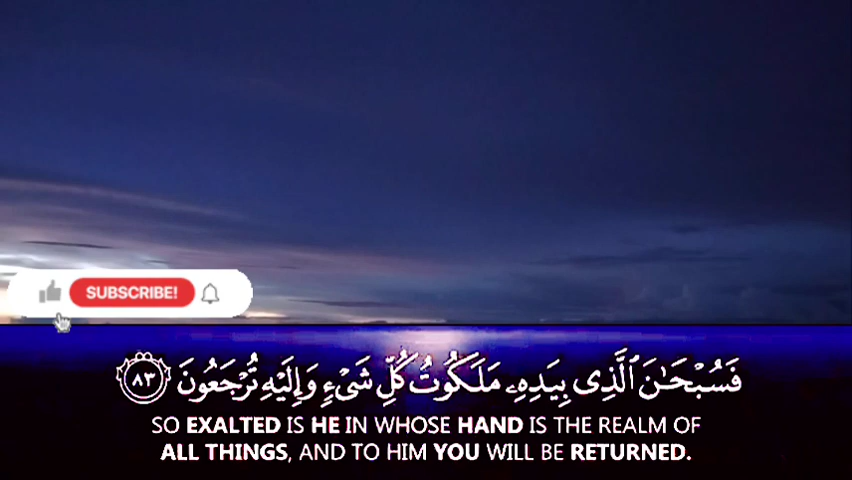 SUBSCRIBE!
فَسُبْحَـٰنَ ٱلَّذِى بِيَدِهِۦ مَلَكُوتُ كُلِّ شَىْءٍ وَإِلَيْهِ تُرْجَعُونَ ٨٣
SO EXALTED IS HE IN WHOSE HAND IS THE REALM OF
ALL THINGS, AND TO HIM YOU WILL BE RETURNED.